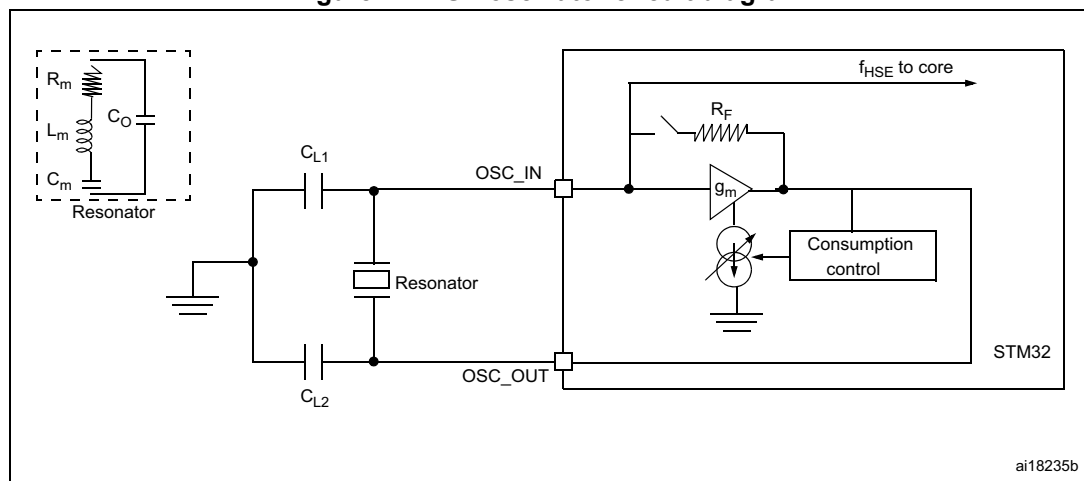 f_HSE to core
R_m
R_F
C_O
L_m
C_L1
OSC_IN
C_m
g_m
Resonator
Consumption
control
Resonator
STM32
OSC_OUT
C_L2
ai18235b